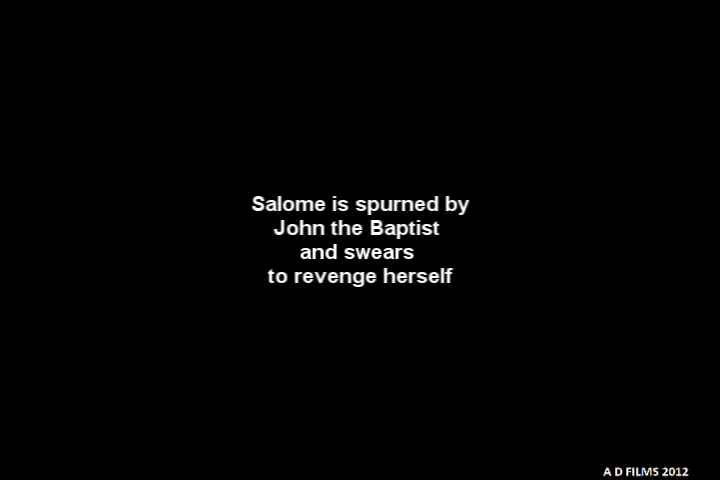 Salome is spurned by
John the Baptist
and swears
to revenge herself
A D FILMS 2012